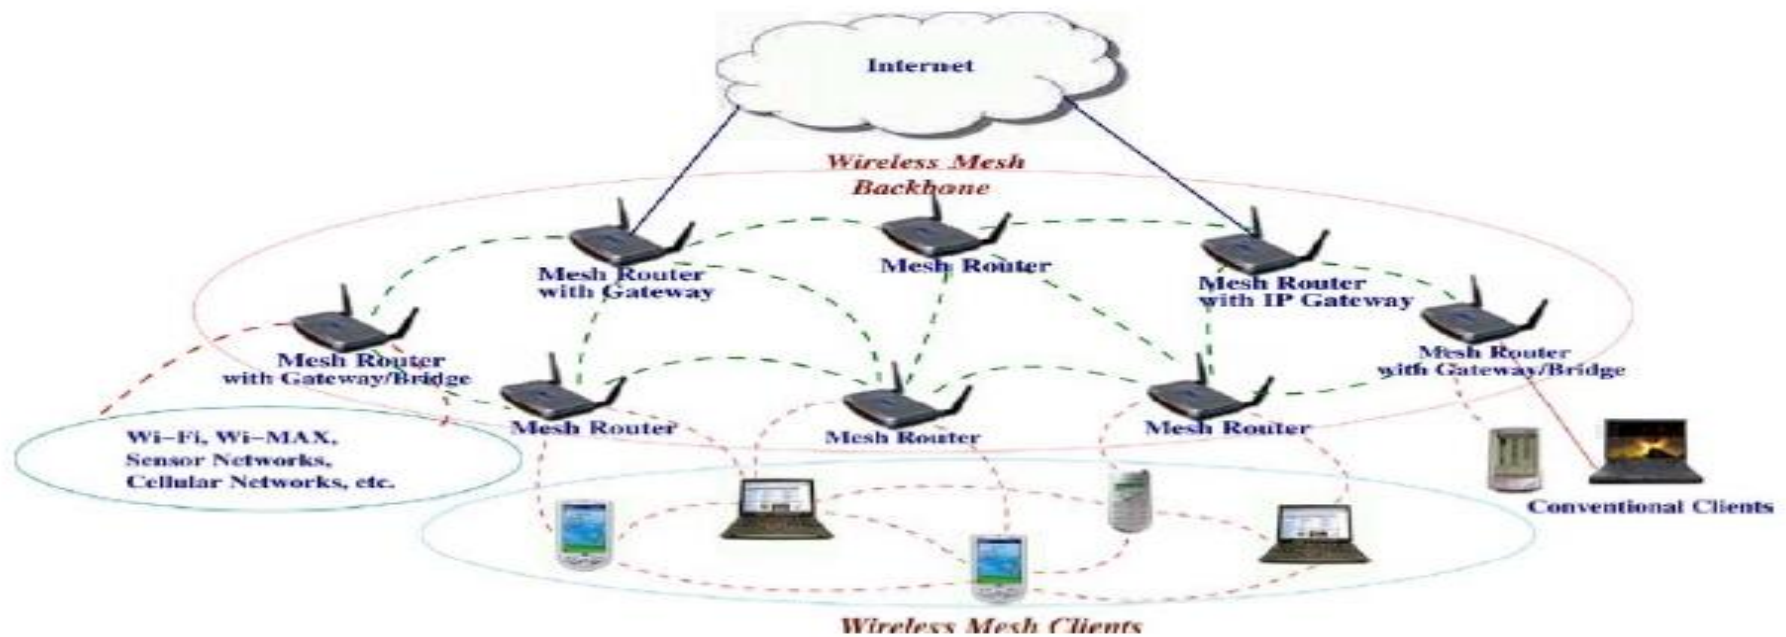 Internet
Wireless Mesh
Backbone
Mesh Router
with Gateway
Mesh Router
Mesh Router
with IP Gateway
Mesh Router
with Gateway/Bridge
Mesh Router
with Gateway/Bridge
Mesh Router
Mesh Router
Mesh Router
Wi-Fi, Wi-MAX,
Sensor Networks,
Cellular Networks, etc.
Conventional Clients
Wireless Mesh Clients